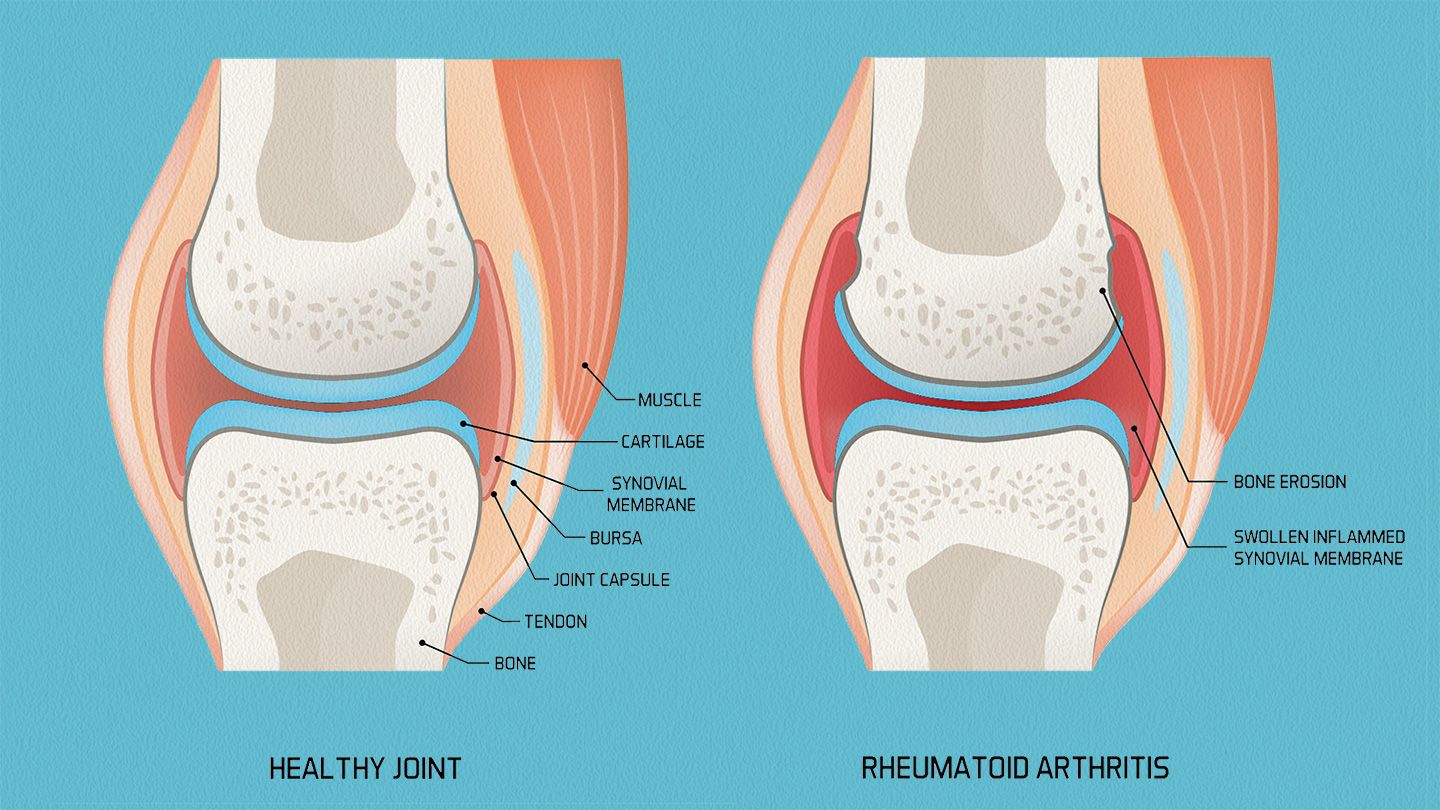 MUSCLE
CARTILAGE
SYNOVIAL
MEMBRANE
BURSA
JOINT CAPSULE
TENDON
BONE
HEALTHY JOINT
BONE EROSION
SWOLLEN INFLAMMED
SYNOVIAL MEMBRANE
RHEUMATOID ARTHRITIS